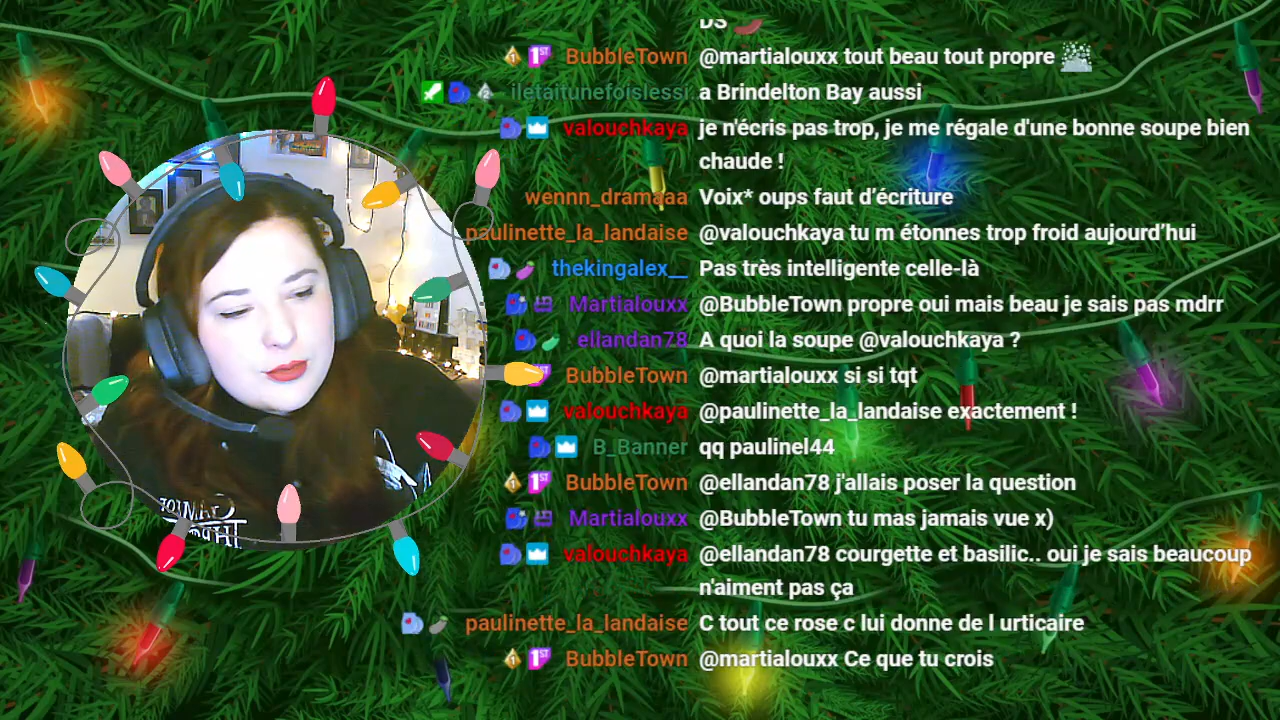 DS
BubbleTown @martialouxx tout beau tout propre
iletaitunefoislessi. a Brindelton Bay aussi
valouchkaya je n'écris pas trop, je me régale d'une bonne soupe bien
chaude !
wennn_dramaaa Voix* oups faut d’écriture
paulinette_la_landaise @valouchkaya tu m étonnes trop froid aujourd’hui
thekingalex__ Pas très intelligente celle-là
Martialouxx @BubbleTown propre oui mais beau je sais pas mdrr
ellandan78 A quoi la soupe @valouchkaya ?
BubbleTown @martialouxx si si tqt
valouchkaya @paulinette_la_landaise exactement !
B_Banner qq paulinel44
BubbleTown @ellandan78 j'allais poser la question
Martialouxx @BubbleTown tu mas jamais vue x)
valouchkaya @ellandan78 courgette et basilic.. oui je sais beaucoup
n'aiment pas ça
paulinette_la_landaise C tout ce rose c lui donne de l urticaire
BubbleTown @martialouxx Ce que tu crois